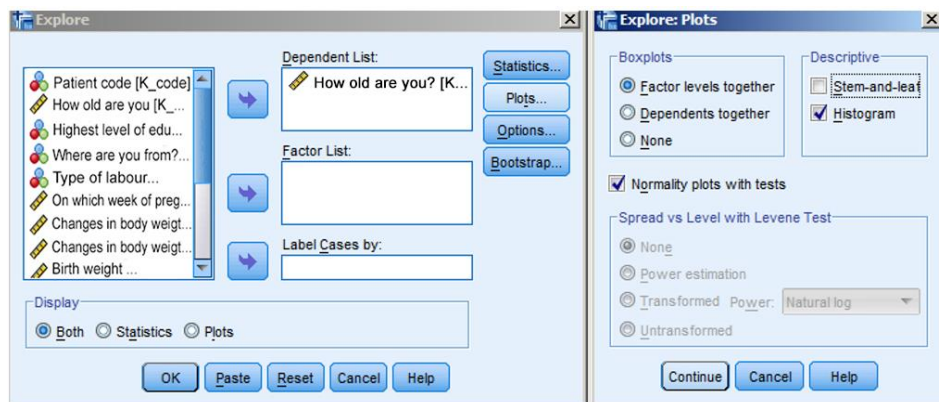 Explore
Dependent List:
Patient code [K_code]
How old are you [K_...
Highest level of edu...
Where are you from?...
Type of labour...
On which week of preg...
Changes in body weigt...
Changes in body weigt...
Birth weight ...
How old are you? [K...
Factor List:
Label Cases by:
Statistics...
Plots...
Options...
Bootstrap...
Display
Both Statistics Plots
OK Paste Reset Cancel Help
Explore: Plots
Boxplots
Factor levels together
Dependents together
None
Descriptive
Stem-and-leaf
Histogram
Normality plots with tests
Spread vs Level with Levene Test
None
Power estimation
Transformed Power: Natural log
Untransformed
Continue Cancel Help